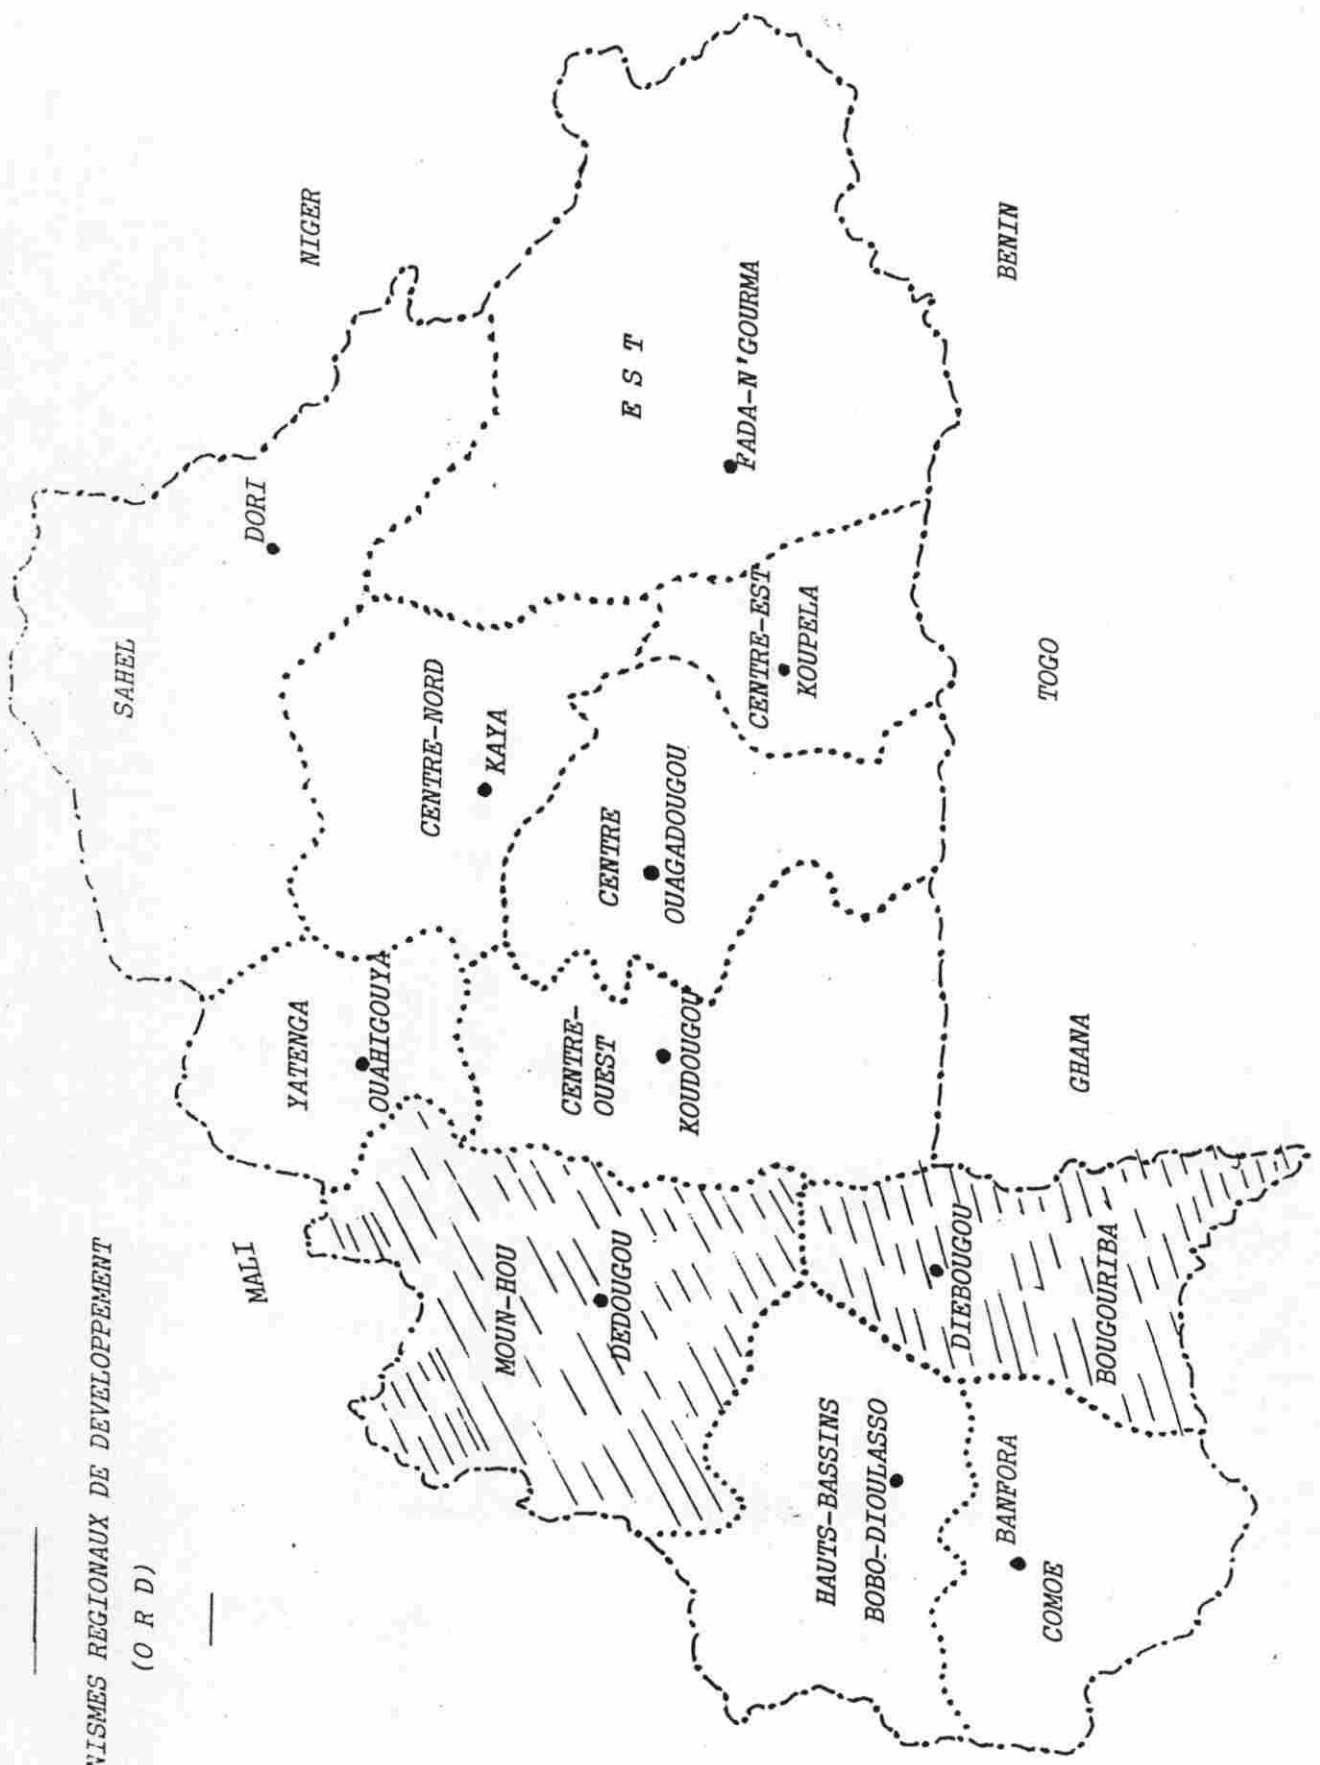 NISMES REGIONAUX DE DEVELOPPEMENT
(O R D)
SAHEL
DORI
NIGER
MALI
YATENGA
OUAHIGOUYA
CENTRE-NORD
KAYA
MOUN-HOU
DEDOUGOU
CENTRE-
OUEST
KOUDOUGOU
CENTRE
OUAGADOUGOU
E S T
FADA-N'GOURMA
CENTRE-EST
KOUPELA
HAUTS-BASSINS
BOBO-DIOULASSO
DIEBOUGOU
BOUGOURIBA
BANFORA
COMOE
GHANA
TOGO
BENIN